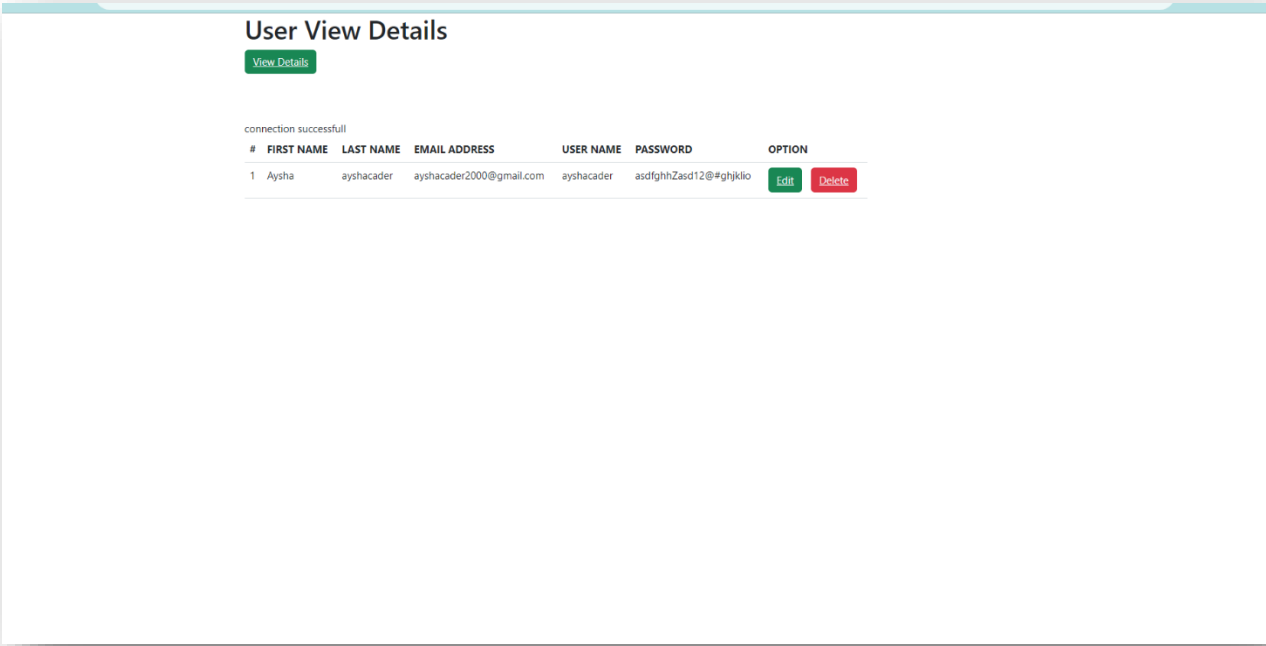 User View Details
View Details
connection successfull
# FIRST NAME LAST NAME EMAIL ADDRESS USER NAME PASSWORD OPTION
1 Aysha ayshacader ayshacader2000@gmail.com ayshacader asdfghhZasd12@#ghjklio Edit Delete